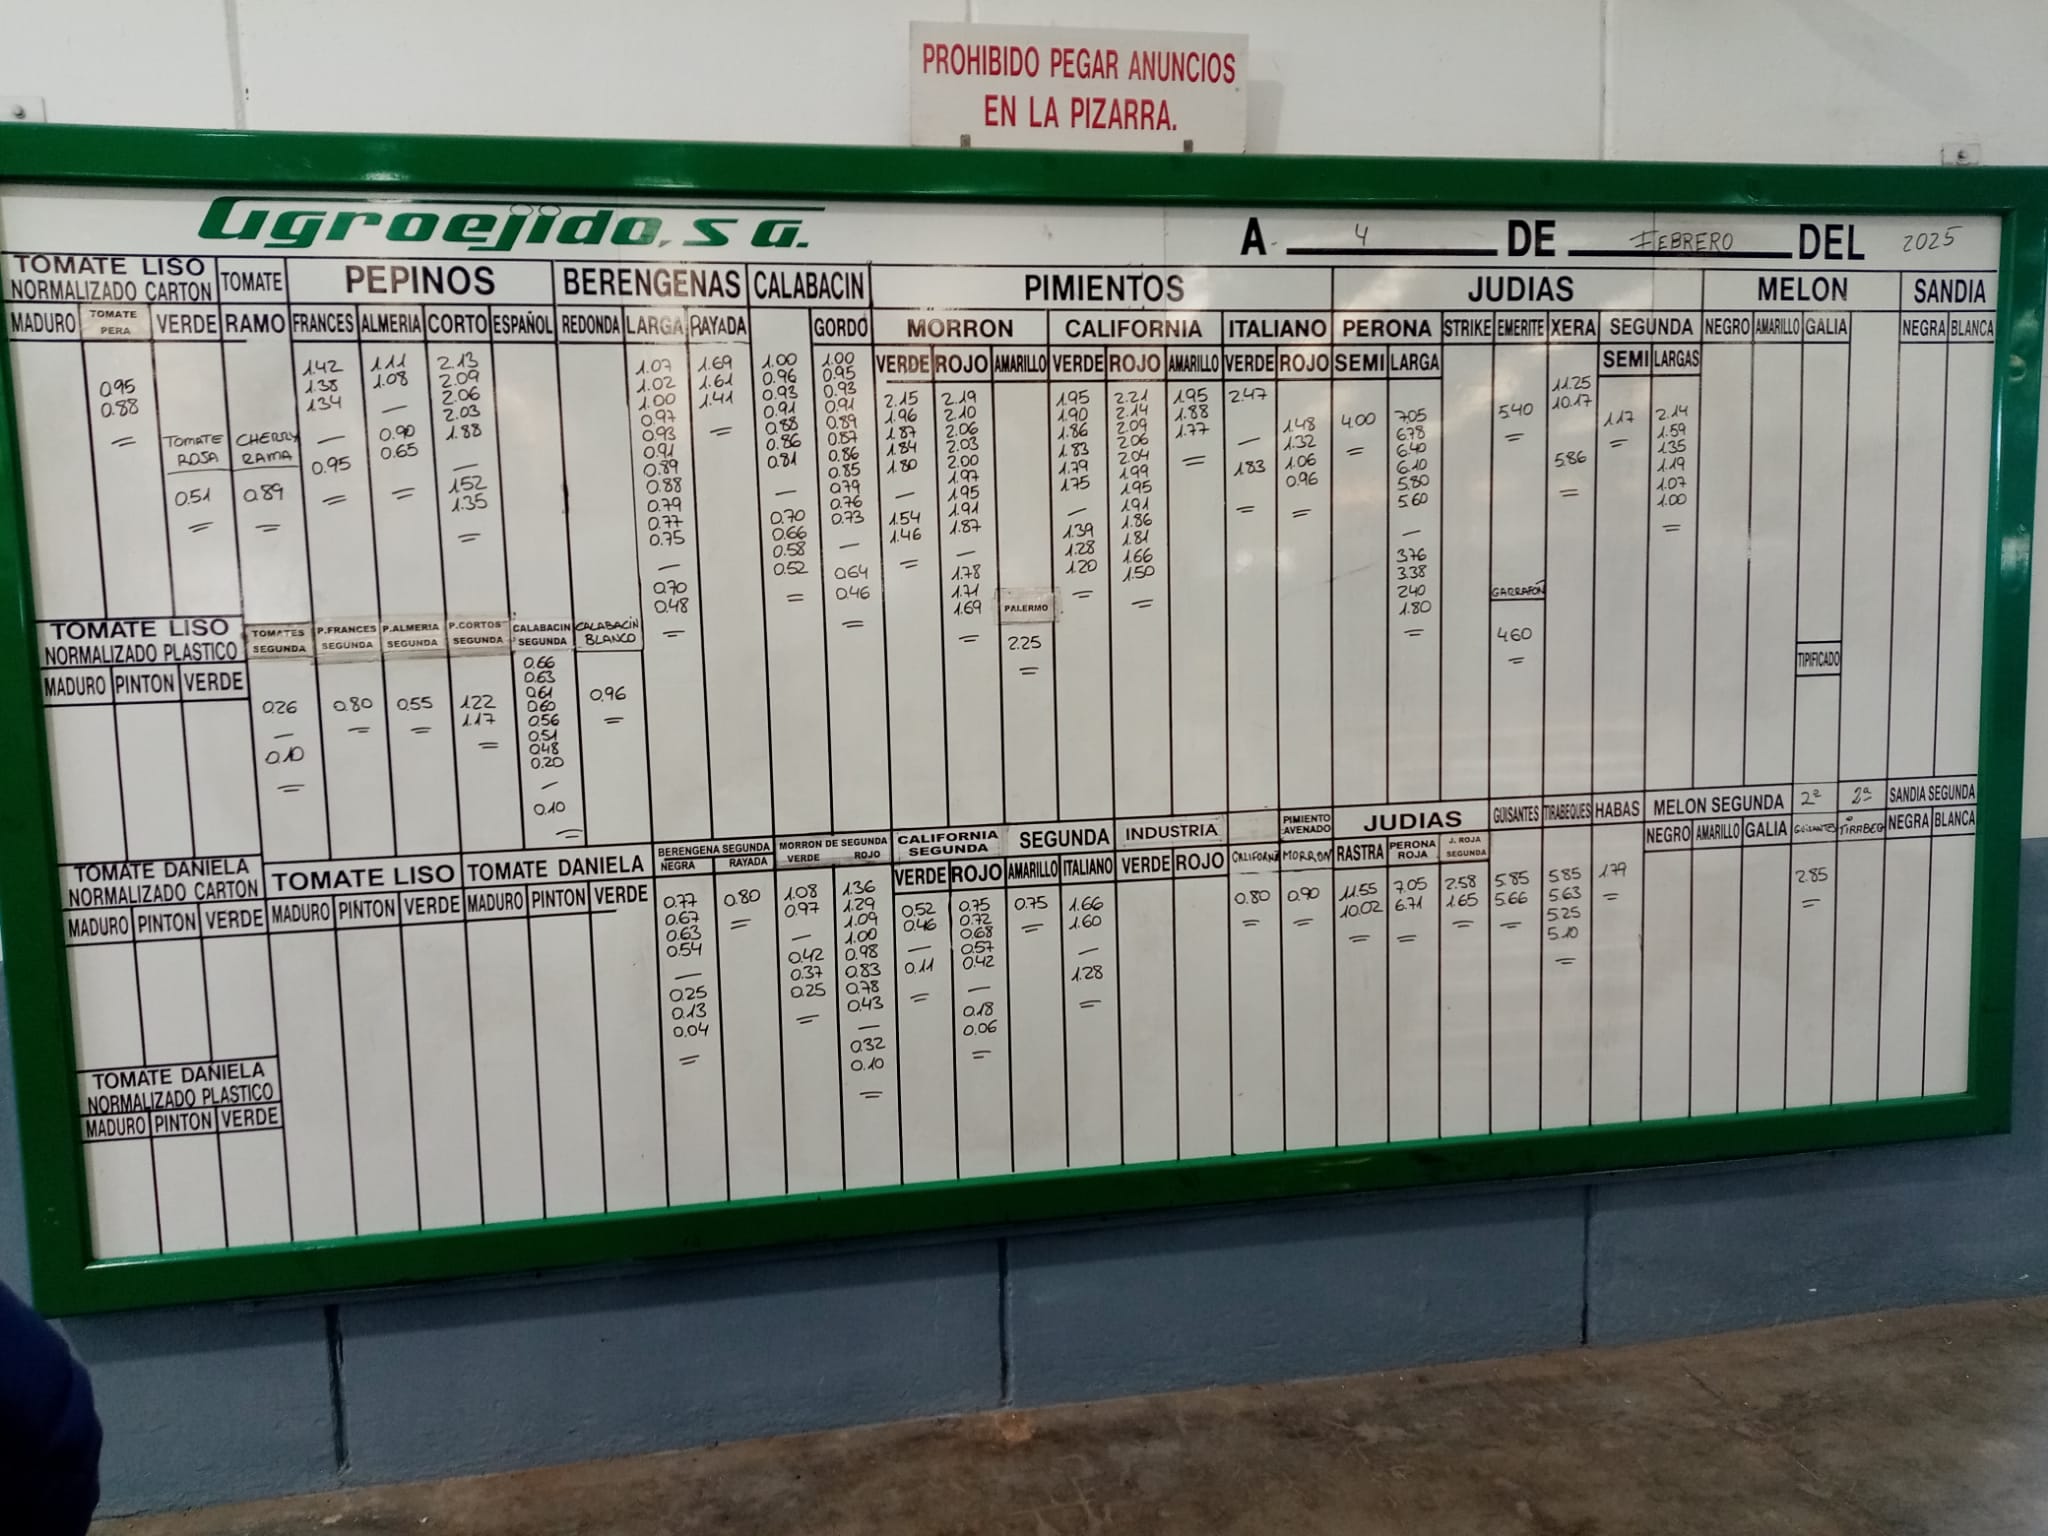 PROHIBIDO PEGAR ANUNCIOS
EN LA PIZARRA.
Agroejido, s a.
A 4 DE FEBRERO DEL 2025
TOMATE LISO
NORMALIZADO CARTON
TOMATE
PEPINOS
BERENGENAS
CALABACIN
PIMIENTOS
JUDIAS
MELON
SANDIA
MADURO
TOMATE
PERA
VERDE
RAMO
FRANCES
ALMERIA
CORTO
ESPAÑOL
REDONDA
LARGA
RAYADA
GORDO
MORRON
CALIFORNIA
ITALIANO
PERONA
STRIKE
EMERITE
XERA
SEGUNDA
NEGRO
AMARILLO
GALIA
NEGRA
BLANCA
VERDE
ROJO
AMARILLO
VERDE
ROJO
AMARILLO
VERDE
ROJO
SEMI
LARGA
SEMI
LARGAS
0.95
0.88
=
TOMATE
ROSA
0.51
=
CHERRY
RAMA
0.89
=
1.42
1.38
1.34
—
0.95
=
1.11
1.08
—
0.90
0.65
=
2.13
2.09
2.06
2.03
1.88
—
1.52
1.35
=
1.07
1.02
1.00
0.97
0.93
0.91
0.89
0.88
0.79
0.77
0.75
—
0.70
0.48
=
1.69
1.61
1.41
=
1.00
0.96
0.93
0.91
0.88
0.86
0.81
—
0.70
0.66
0.58
0.52
=
1.00
0.95
0.93
0.91
0.89
0.87
0.86
0.85
0.79
0.76
0.73
—
0.64
0.46
=
2.15
1.96
1.87
1.84
1.80
—
1.54
1.46
=
2.19
2.10
2.06
2.03
2.00
1.97
1.95
1.91
1.87
—
1.78
1.71
1.69
=
PALERMO
2.25
=
1.95
1.90
1.86
1.83
1.79
1.75
—
1.39
1.28
1.20
=
2.21
2.14
2.09
2.06
2.04
1.99
1.95
1.91
1.86
1.81
1.66
1.50
=
1.95
1.88
1.77
=
2.47
—
1.83
=
1.48
1.32
1.06
0.96
=
4.00
=
7.05
6.78
6.40
6.10
5.80
5.60
—
3.76
3.38
2.40
1.80
=
5.40
=
GARRAFON
4.60
=
11.25
10.17
5.86
=
1.17
=
2.14
1.59
1.35
1.19
1.07
1.00
=
TIPIFICADO
TOMATE LISO
NORMALIZADO PLASTICO
MADURO
PINTON
VERDE
TOMATES
SEGUNDA
P.FRANCES
SEGUNDA
P.ALMERIA
SEGUNDA
P.CORTOS
SEGUNDA
CALABACIN
SEGUNDA
CALABACIN
BLANCO
0.26
—
0.10
=
0.80
=
0.55
=
1.22
1.17
=
0.66
0.63
0.61
0.60
0.56
0.51
0.48
0.20
—
0.10
=
0.96
=
TOMATE DANIELA
NORMALIZADO CARTON
TOMATE LISO
TOMATE DANIELA
MADURO
PINTON
VERDE
MADURO
PINTON
VERDE
MADURO
PINTON
VERDE
BERENGENA SEGUNDA
NEGRA
RAYADA
MORRON DE SEGUNDA
VERDE
ROJO
CALIFORNIA
SEGUNDA
SEGUNDA
INDUSTRIA
PIMIENTO
AVENADO
JUDIAS
GUISANTES
TIRABEQUES
HABAS
MELON SEGUNDA
2ª
2ª
SANDIA SEGUNDA
VERDE
ROJO
AMARILLO
ITALIANO
VERDE
ROJO
CALIFORNIA
MORRON
RASTRA
PERONA
ROJA
J. ROJA
SEGUNDA
NEGRO
AMARILLO
GALIA
GUISANTES
TIRABEQ
NEGRA
BLANCA
0.77
0.67
0.63
0.54
—
0.25
0.13
0.04
=
0.80
=
1.08
0.97
—
0.42
0.37
0.25
=
1.36
1.29
1.09
1.00
0.98
0.83
0.78
0.43
—
0.32
0.10
=
0.52
0.46
—
0.11
=
0.75
0.72
0.68
0.57
0.42
—
0.18
0.06
=
0.75
=
1.66
1.60
—
1.28
=
0.80
=
0.90
=
11.55
10.02
=
7.05
6.71
=
2.58
1.65
=
5.85
5.66
=
5.85
5.63
5.25
5.10
=
1.79
=
2.85
=
TOMATE DANIELA
NORMALIZADO PLASTICO
MADURO
PINTON
VERDE